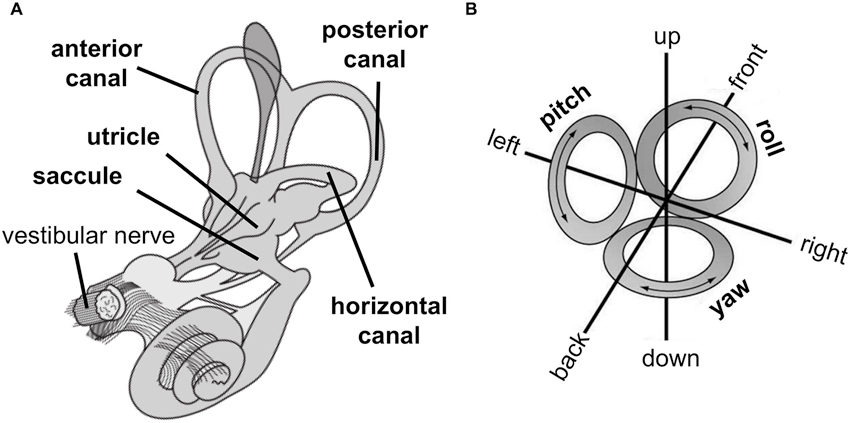 A
anterior
canal
posterior
canal
utricle
saccule
vestibular nerve
horizontal
canal
B
up
front
pitch
roll
left
right
yaw
back
down